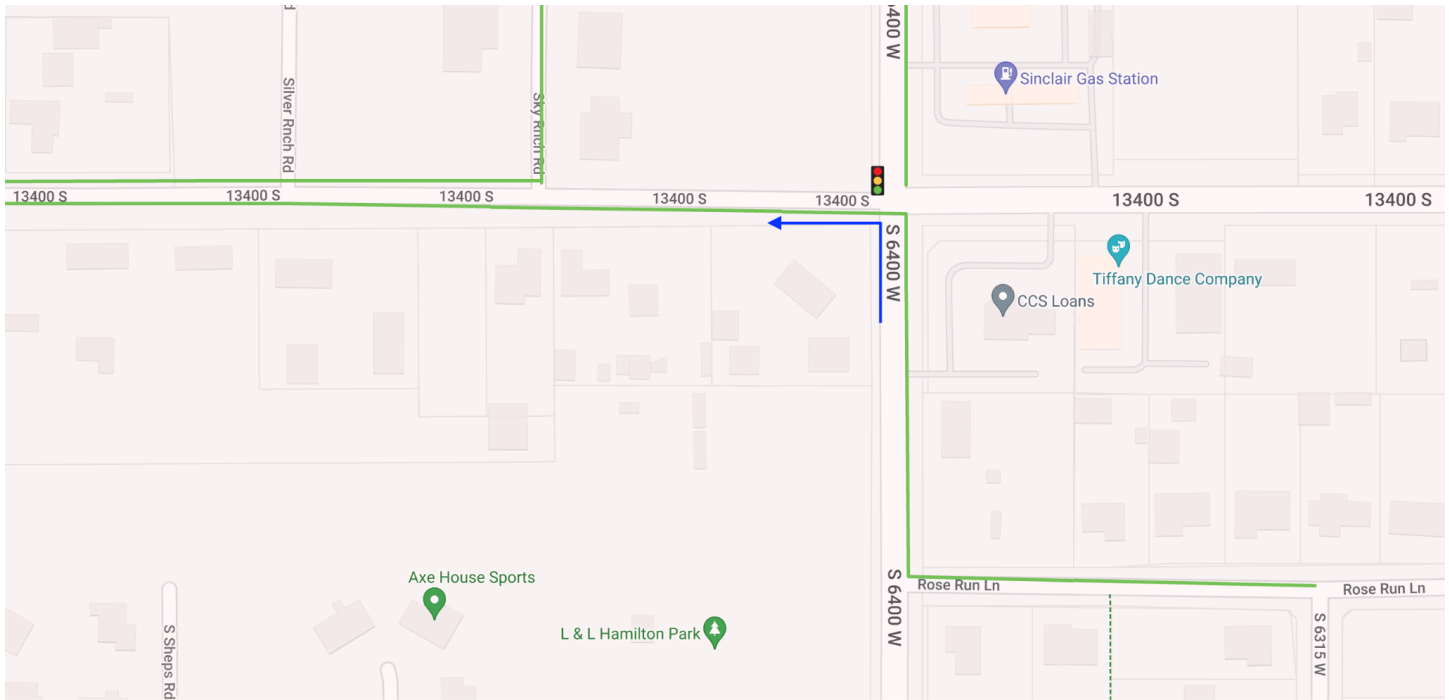 S 6400 W
Sinclair Gas Station
Silver Rnch Rd
Sky Rnch Rd
13400 S
13400 S
13400 S
13400 S
13400 S
13400 S
13400 S
S 6400 W
Tiffany Dance Company
CCS Loans
Axe House Sports
S 6400 W
Rose Run Ln
Rose Run Ln
L & L Hamilton Park
S Sheps Rd
S 6315 W